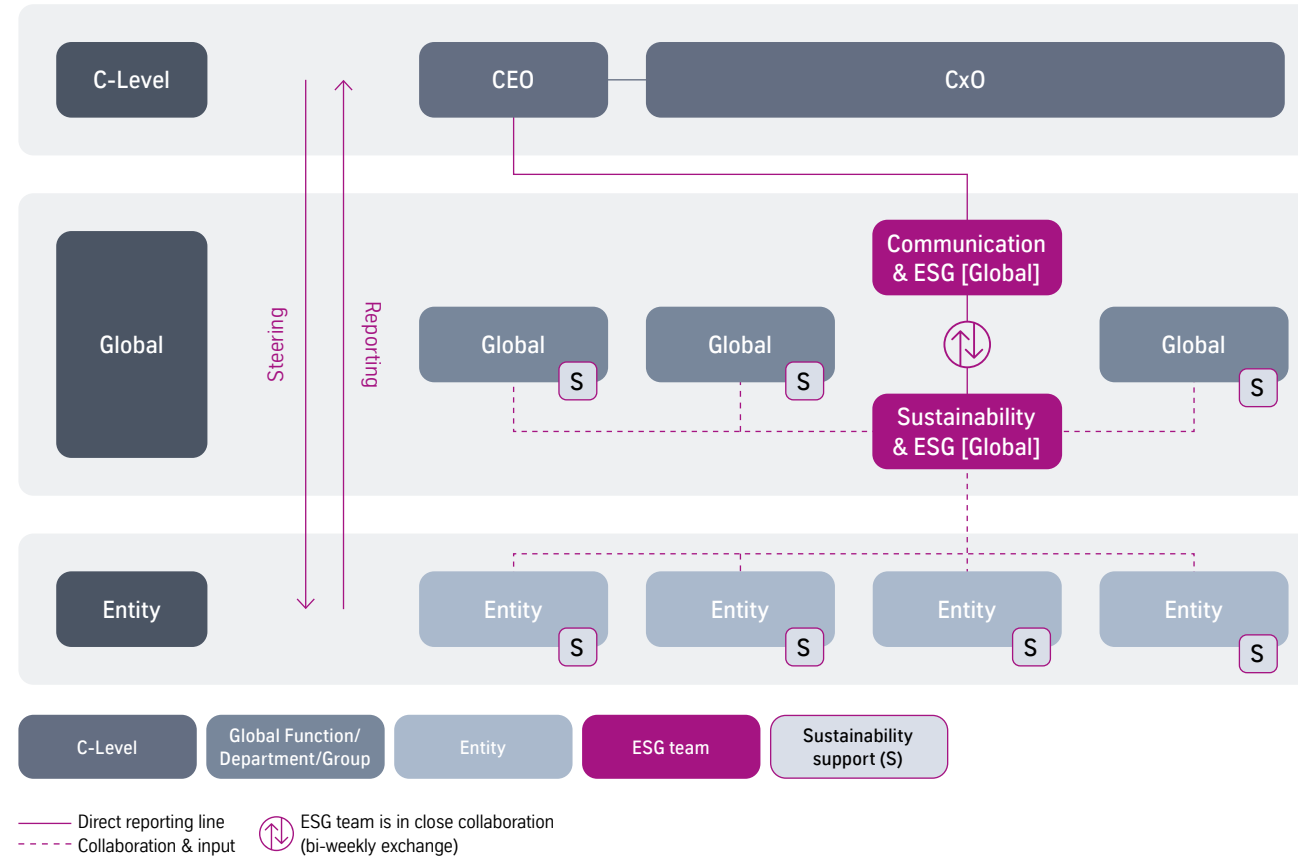 C-Level
CEO
CxO
Communication
& ESG [Global]
Global
Steering
Reporting
Global
S
Global
S
Global
S
Sustainability
& ESG [Global]
Entity
Entity
S
Entity
S
Entity
S
Entity
S
C-Level
Global Function/
Department/Group
Entity
ESG team
Sustainability
support (S)
Direct reporting line
Collaboration & input
ESG team is in close collaboration
(bi-weekly exchange)